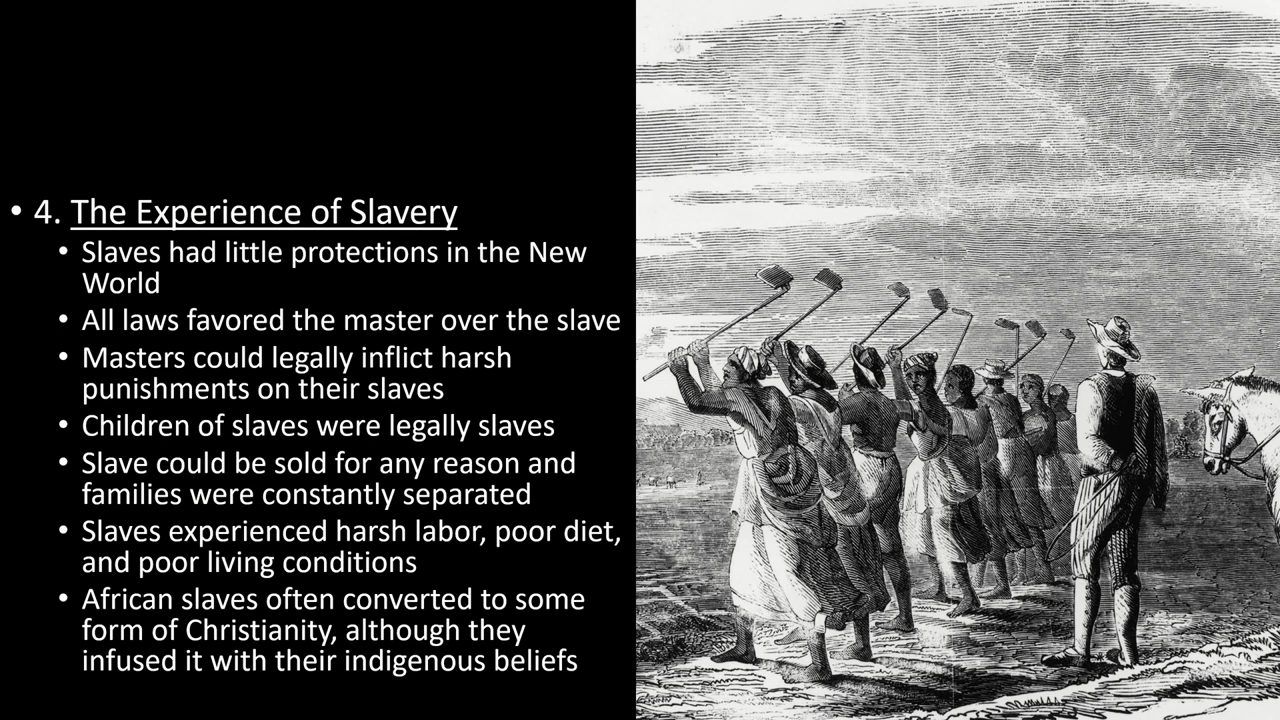 • 4. The Experience of Slavery
• Slaves had little protections in the New
World
• All laws favored the master over the slave
• Masters could legally inflict harsh
punishments on their slaves
• Children of slaves were legally slaves
• Slave could be sold for any reason and
families were constantly separated
• Slaves experienced harsh labor, poor diet,
and poor living conditions
• African slaves often converted to some
form of Christianity, although they
infused it with their indigenous beliefs